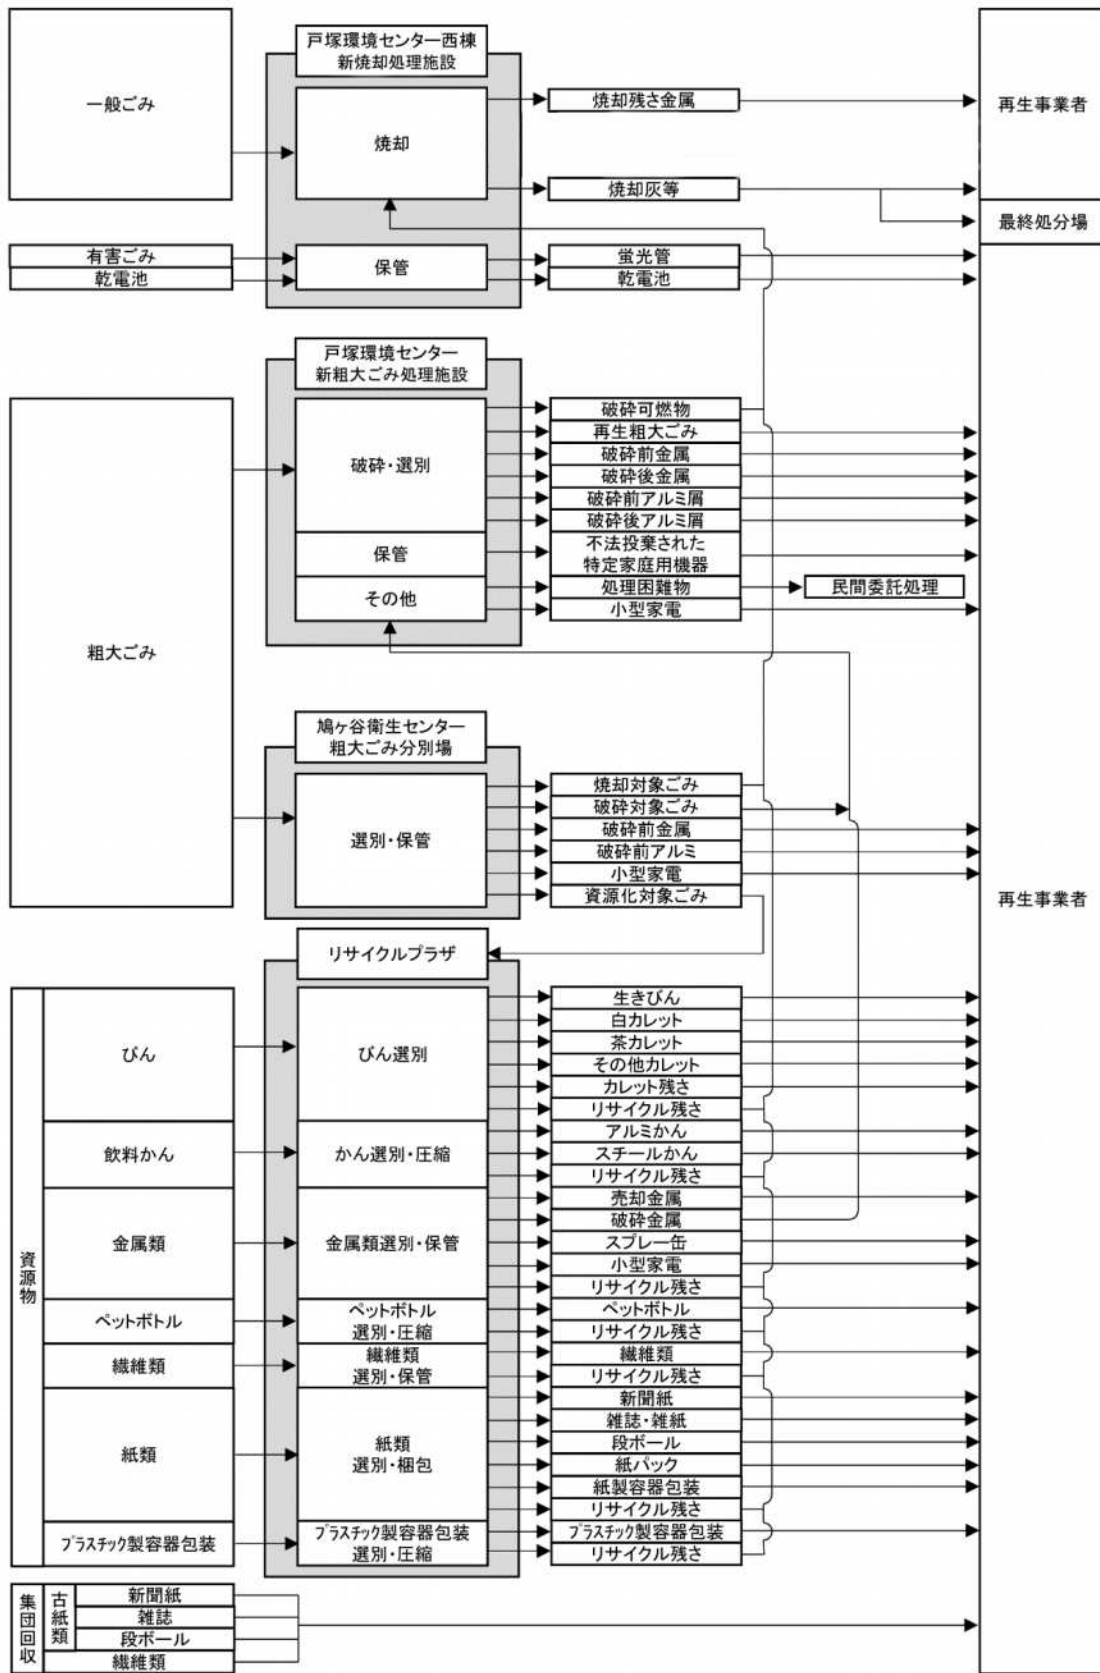 一般ごみ
戸塚環境センター西棟
新焼却処理施設
焼却
焼却残さ金属
焼却灰等
再生事業者
最終処分場
有害ごみ
乾電池
保管
蛍光管
乾電池
戸塚環境センター
新粗大ごみ処理施設
粗大ごみ
破砕・選別
保管
その他
破砕可燃物
再生粗大ごみ
破砕前金属
破砕後金属
破砕前アルミ屑
破砕後アルミ屑
不法投棄された
特定家庭用機器
処理困難物
民間委託処理
小型家電
鳩ヶ谷衛生センター
粗大ごみ分別場
選別・保管
焼却対象ごみ
破砕対象ごみ
破砕前金属
破砕前アルミ
小型家電
資源化対象ごみ
再生事業者
リサイクルプラザ
資源物
びん
びん選別
生きびん
白カレット
茶カレット
その他カレット
カレット残さ
リサイクル残さ
飲料かん
かん選別・圧縮
アルミかん
スチールかん
リサイクル残さ
金属類
金属類選別・保管
売却金属
破砕金属
スプレー缶
小型家電
リサイクル残さ
ペットボトル
ペットボトル
選別・圧縮
ペットボトル
リサイクル残さ
繊維類
繊維類
選別・保管
繊維類
リサイクル残さ
紙類
紙類
選別・梱包
新聞紙
雑誌・雑紙
段ボール
紙パック
紙製容器包装
リサイクル残さ
プラスチック製容器包装
プラスチック製容器包装
選別・圧縮
プラスチック製容器包装
リサイクル残さ
集団回収
古紙類
新聞紙
雑誌
段ボール
繊維類